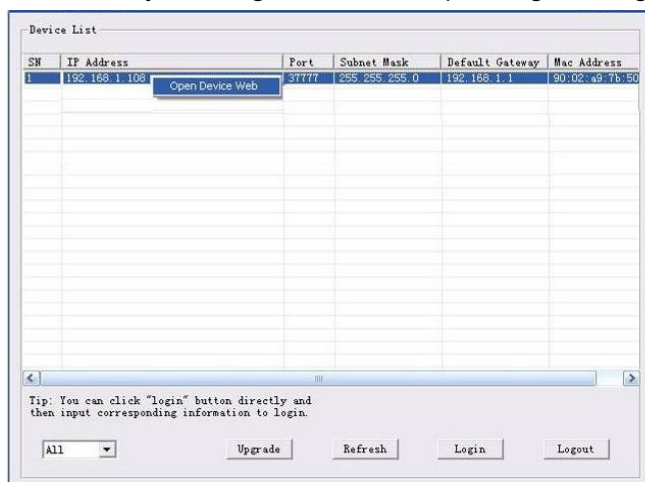 Device List
SN IP Address Port Subnet Mask Default Gateway Mac Address
1 192.168.1.108 37777 255.255.255.0 192.168.1.1 90:02:a9:7b:50
Open Device Web
Tip: You can click "login" button directly and
then input corresponding information to login.
All Upgrade Refresh Login Logout